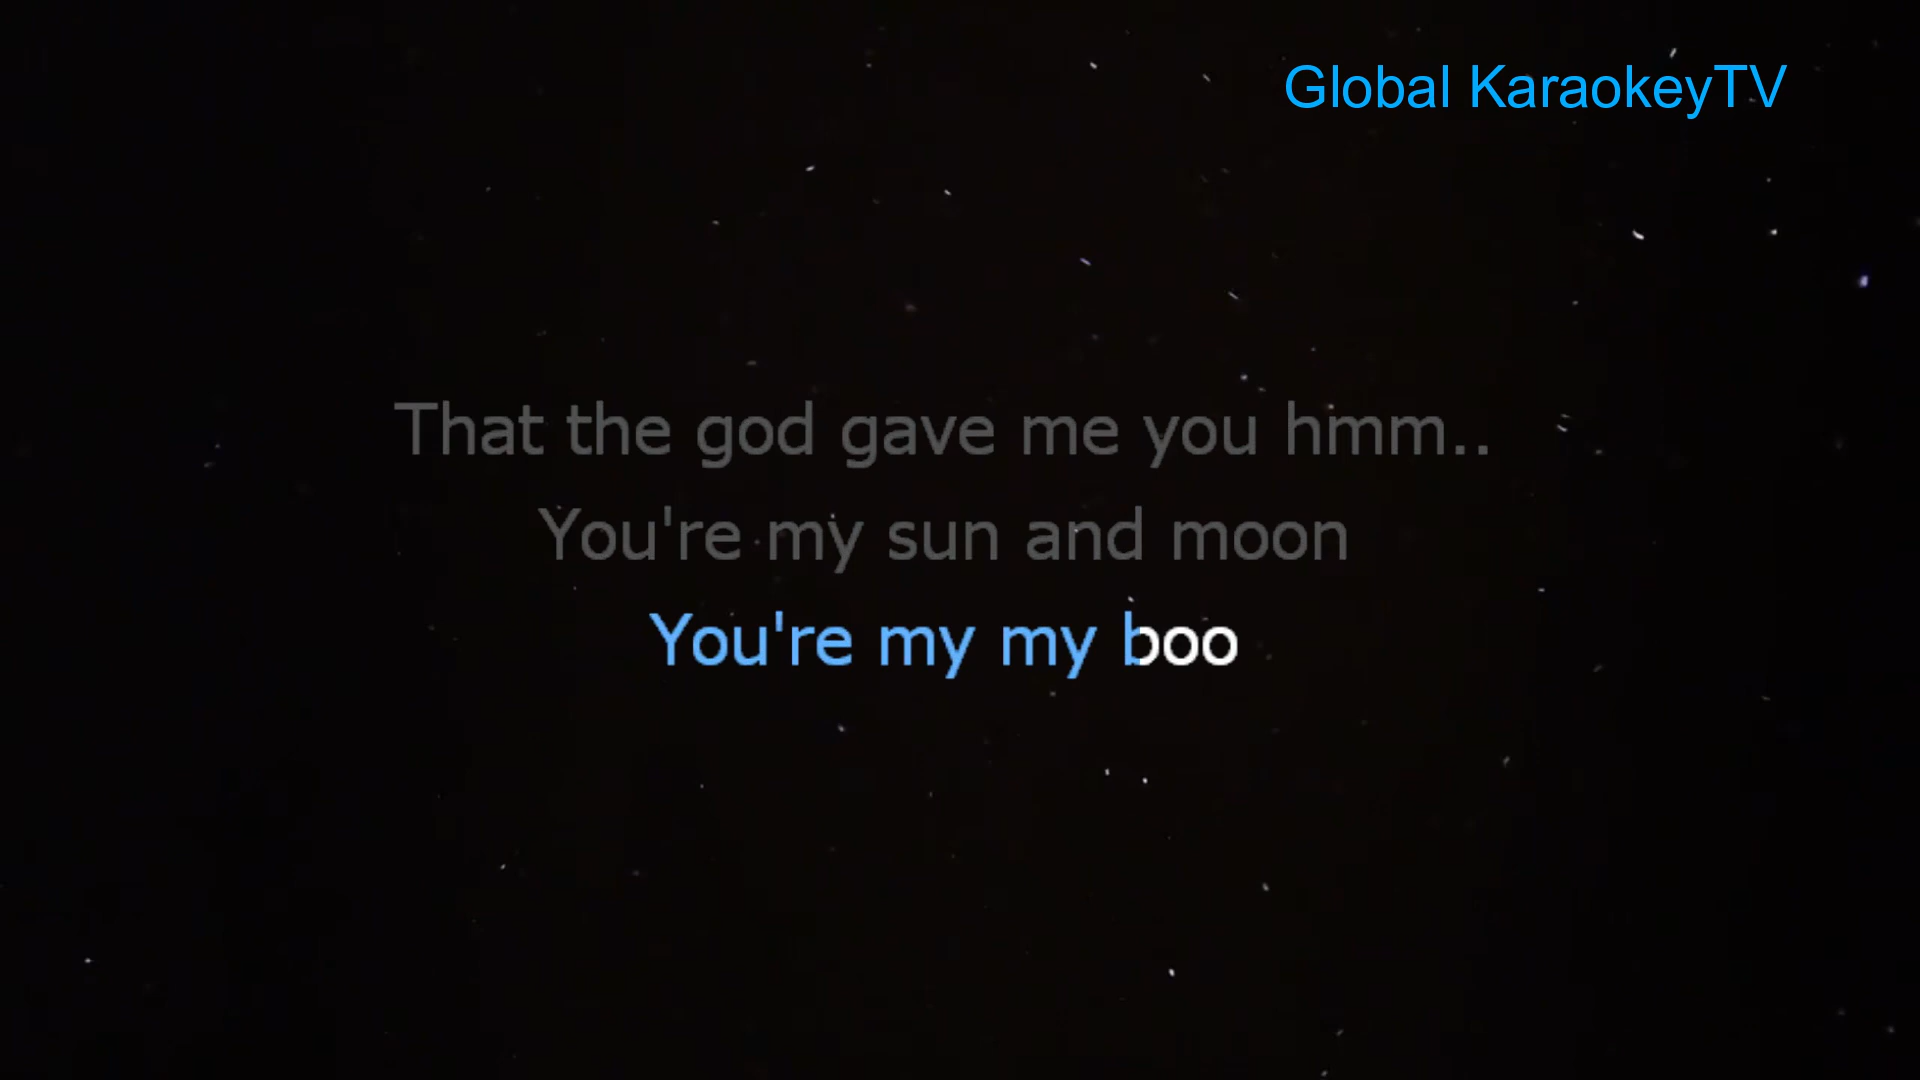 Global KaraokeyTV
That the god gave me you hmm..
You're my sun and moon
You're my my boo